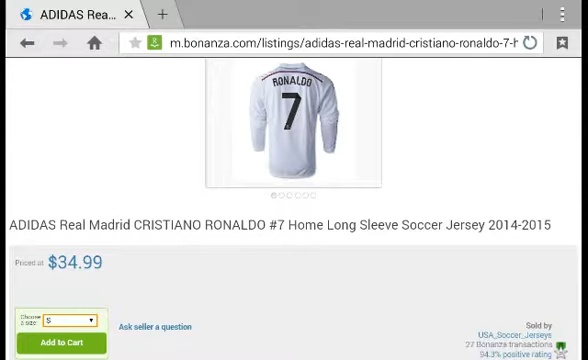 ADIDAS Rea...
m.bonanza.com/listings/adidas-real-madrid-cristiano-ronaldo-7-h
RONALDO
7
ADIDAS Real Madrid CRISTIANO RONALDO #7 Home Long Sleeve Soccer Jersey 2014-2015
Priced at $34.99
Choose a size: S
Add to Cart
Ask seller a question
Sold by
USA_Soccer_Jerseys
27 Bonanza transactions
94.3% positive rating